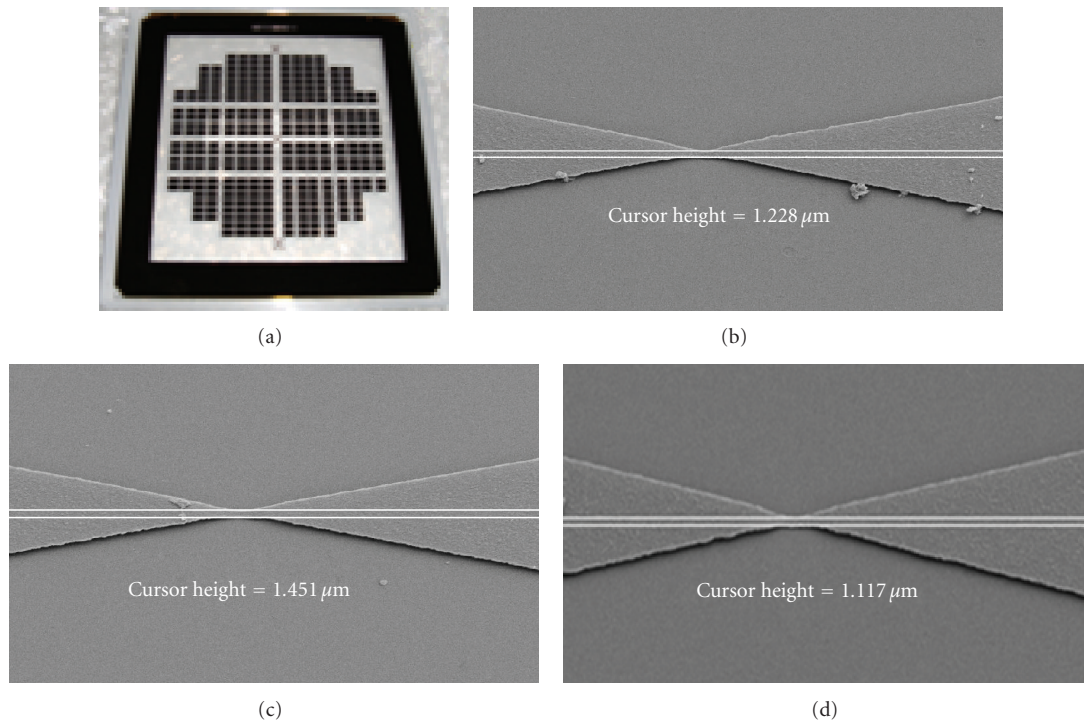 (a)
Cursor height = 1.228 μm
(b)
Cursor height = 1.451 μm
(c)
Cursor height = 1.117 μm
(d)